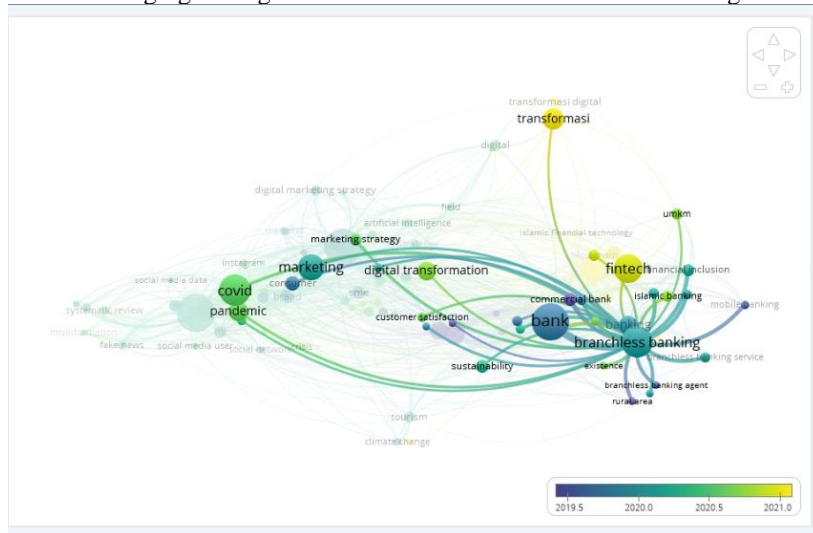 transformasi digital
transformasi
digital
digital marketing strategy
field
umkm
artificial intelligence
islamic financial technology
marketing strategy
instagram
marketing
digital transformation
fintech
financial inclusion
social media data
consumer
covid
brand
sme
commercial bank
islamic banking
mobile banking
systematic review
pandemic
customer satisfaction
bank
banking
misinformation
fake news
social media user
social network
crisis
branchless banking
branchless banking service
sustainability
existence
branchless banking agent
rural area
tourism
climate change
2019.5
2020.0
2020.5
2021.0